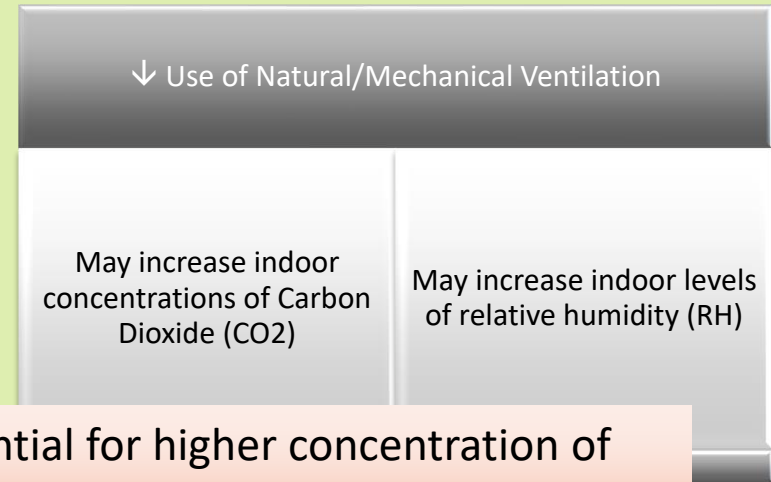 ↓ Use of Natural/Mechanical Ventilation
May increase indoor
concentrations of Carbon
Dioxide (CO2)
May increase indoor levels
of relative humidity (RH)
for higher concentration of